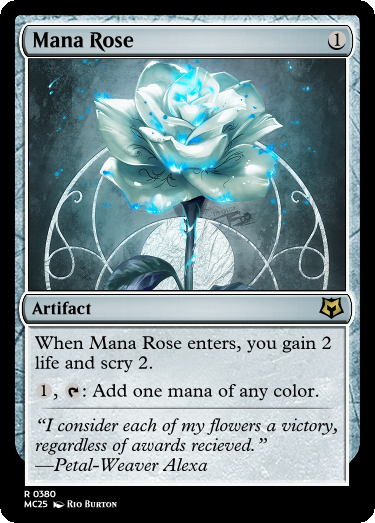 Mana Rose 1
Artifact
When Mana Rose enters, you gain 2
life and scry 2.
1, : Add one mana of any color.
“I consider each of my flowers a victory,
regardless of awards recieved.”
—Petal-Weaver Alexa
R 0380
MC25 Rio Burton